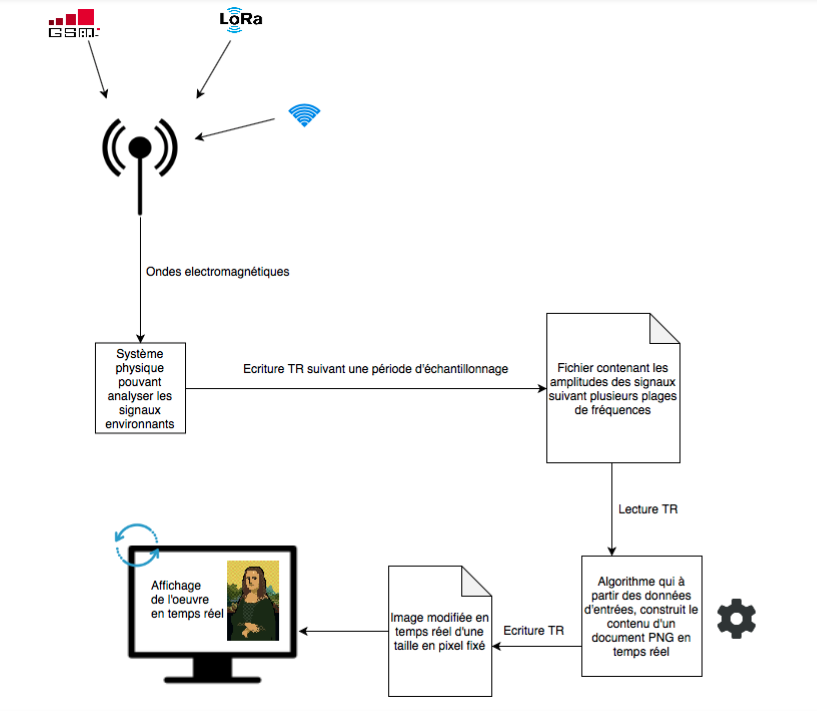 GSM
LoRa
Ondes electromagnétiques
Système
physique
pouvant
analyser les
signaux
environnants
Ecriture TR suivant une période d'échantillonnage
Fichier contenant les
amplitudes des signaux
suivant plusieurs plages
de fréquences
Lecture TR
Algorithme qui à
partir des données
d'entrées, construit le
contenu d'un
document PNG en
temps réel
Ecriture TR
Image modifiée en
temps réel d'une
taille en pixel fixé
Affichage
de l'oeuvre
en temps réel